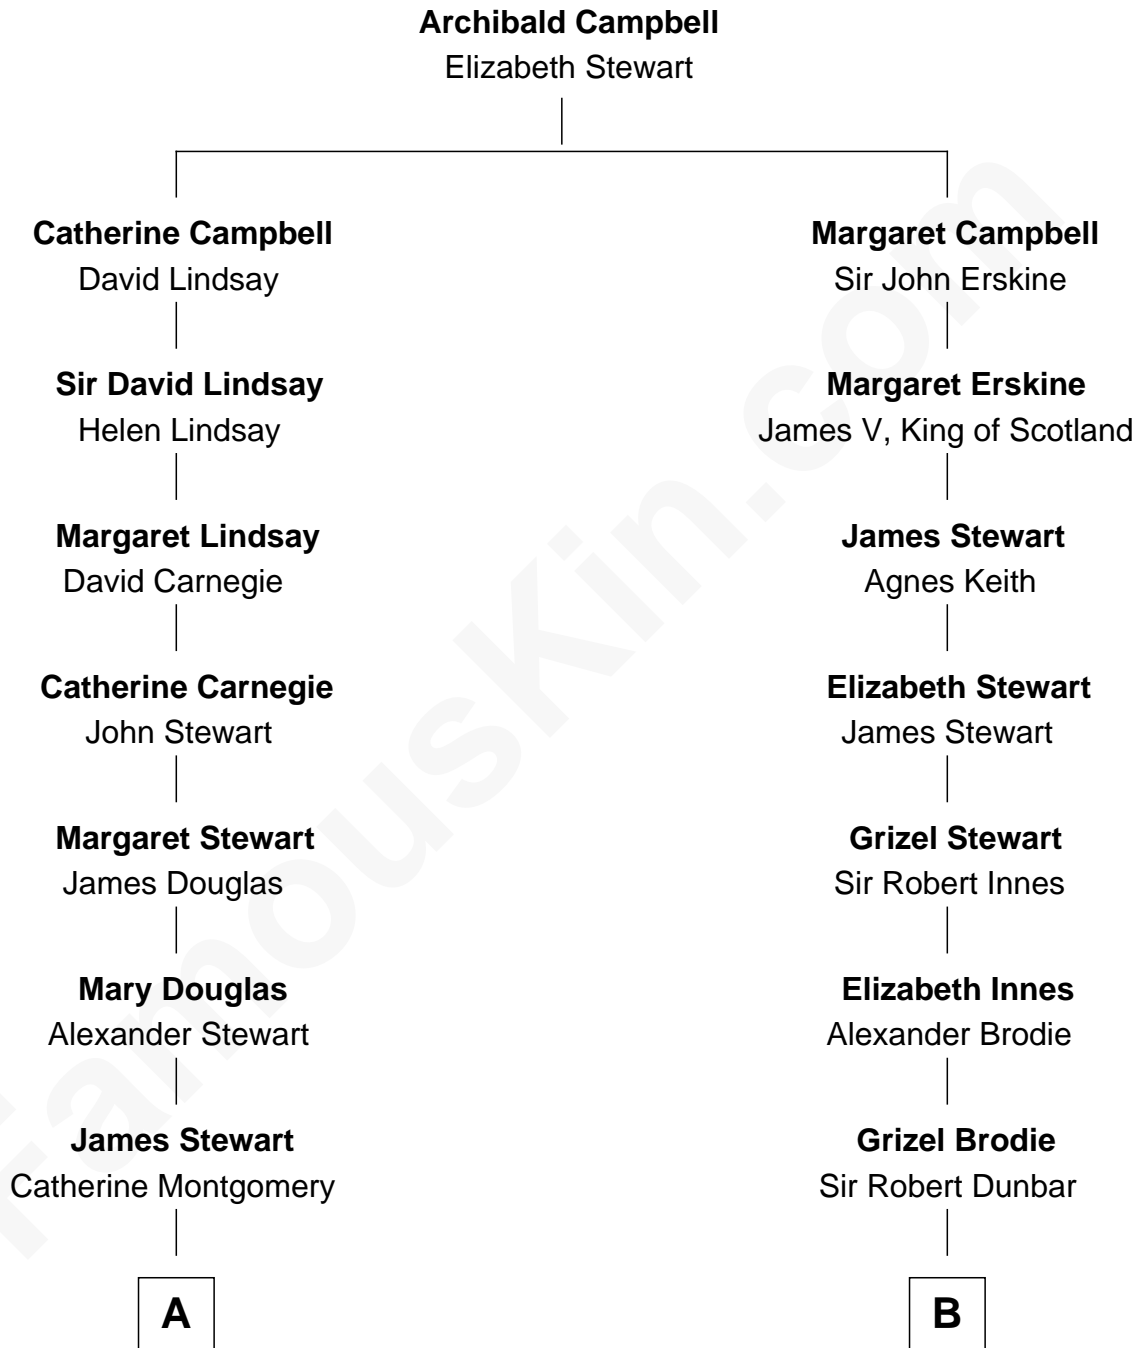 Archibald Campbell
Elizabeth Stewart
Catherine Campbell
David Lindsay
Margaret Campbell
Sir John Erskine
Sir David Lindsay
Helen Lindsay
Margaret Erskine
James V, King of Scotland
Margaret Lindsay
David Carnegie
James Stewart
Agnes Keith
Catherine Carnegie
John Stewart
Elizabeth Stewart
James Stewart
Margaret Stewart
James Douglas
Grizel Stewart
Sir Robert Innes
Mary Douglas
Alexander Stewart
Elizabeth Innes
Alexander Brodie
James Stewart
Catherine Montgomery
Grizel Brodie
Sir Robert Dunbar
A
B
FamousKin.com